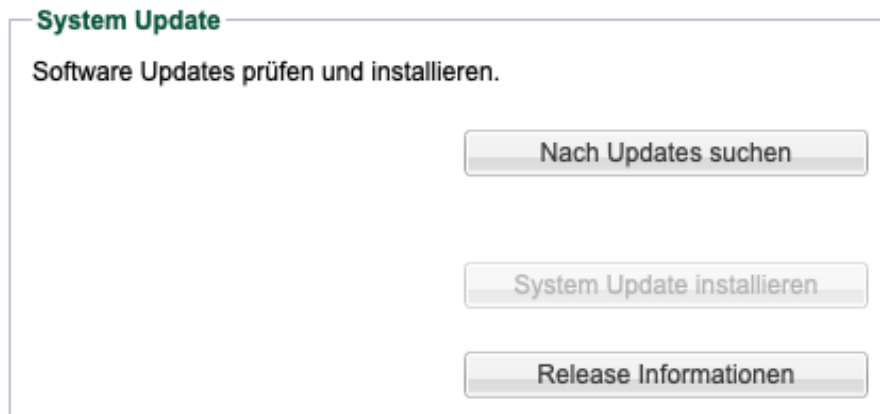 System Update
Software Updates prüfen und installieren.
Nach Updates suchen
System Update installieren
Release Informationen